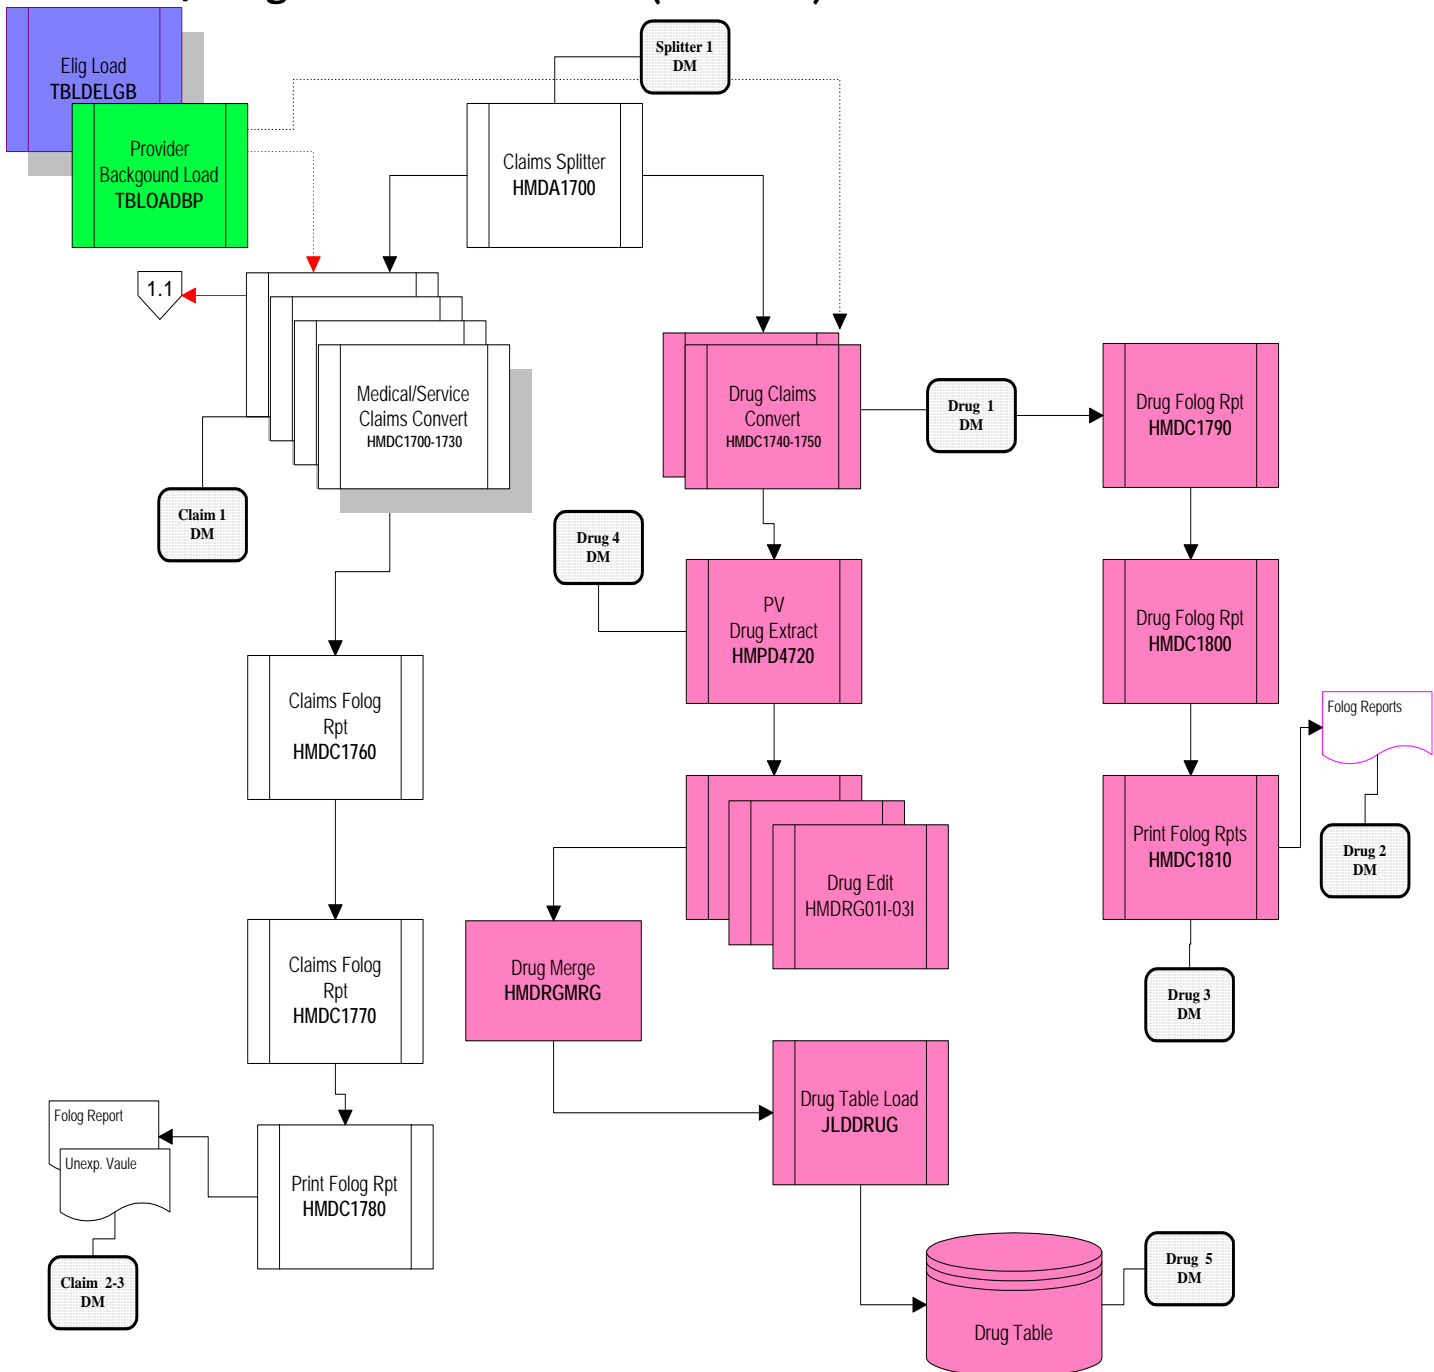 Splitter 1
DM
Elig Load
TBLDELGB
Provider
Backgound Load
TBLOADBP
Claims Splitter
HMDA1700
1.1
Medical/Service
Claims Convert
HMDC1700-1730
Drug Claims
Convert
HMDC1740-1750
Drug 1
DM
Drug Folog Rpt
HMDC1790
Claim 1
DM
Drug 4
DM
PV
Drug Extract
HMPD4720
Drug Folog Rpt
HMDC1800
Claims Folog
Rpt
HMDC1760
Folog Reports
Print Folog Rpts
HMDC1810
Drug 2
DM
Drug Edit
HMDRG01I-03I
Drug Merge
HMDRGMRG
Claims Folog
Rpt
HMDC1770
Drug 3
DM
Drug Table Load
JLDDRUG
Folog Report
Unexp. Vaule
Print Folog Rpt
HMDC1780
Claim 2-3
DM
Drug 5
DM
Drug Table